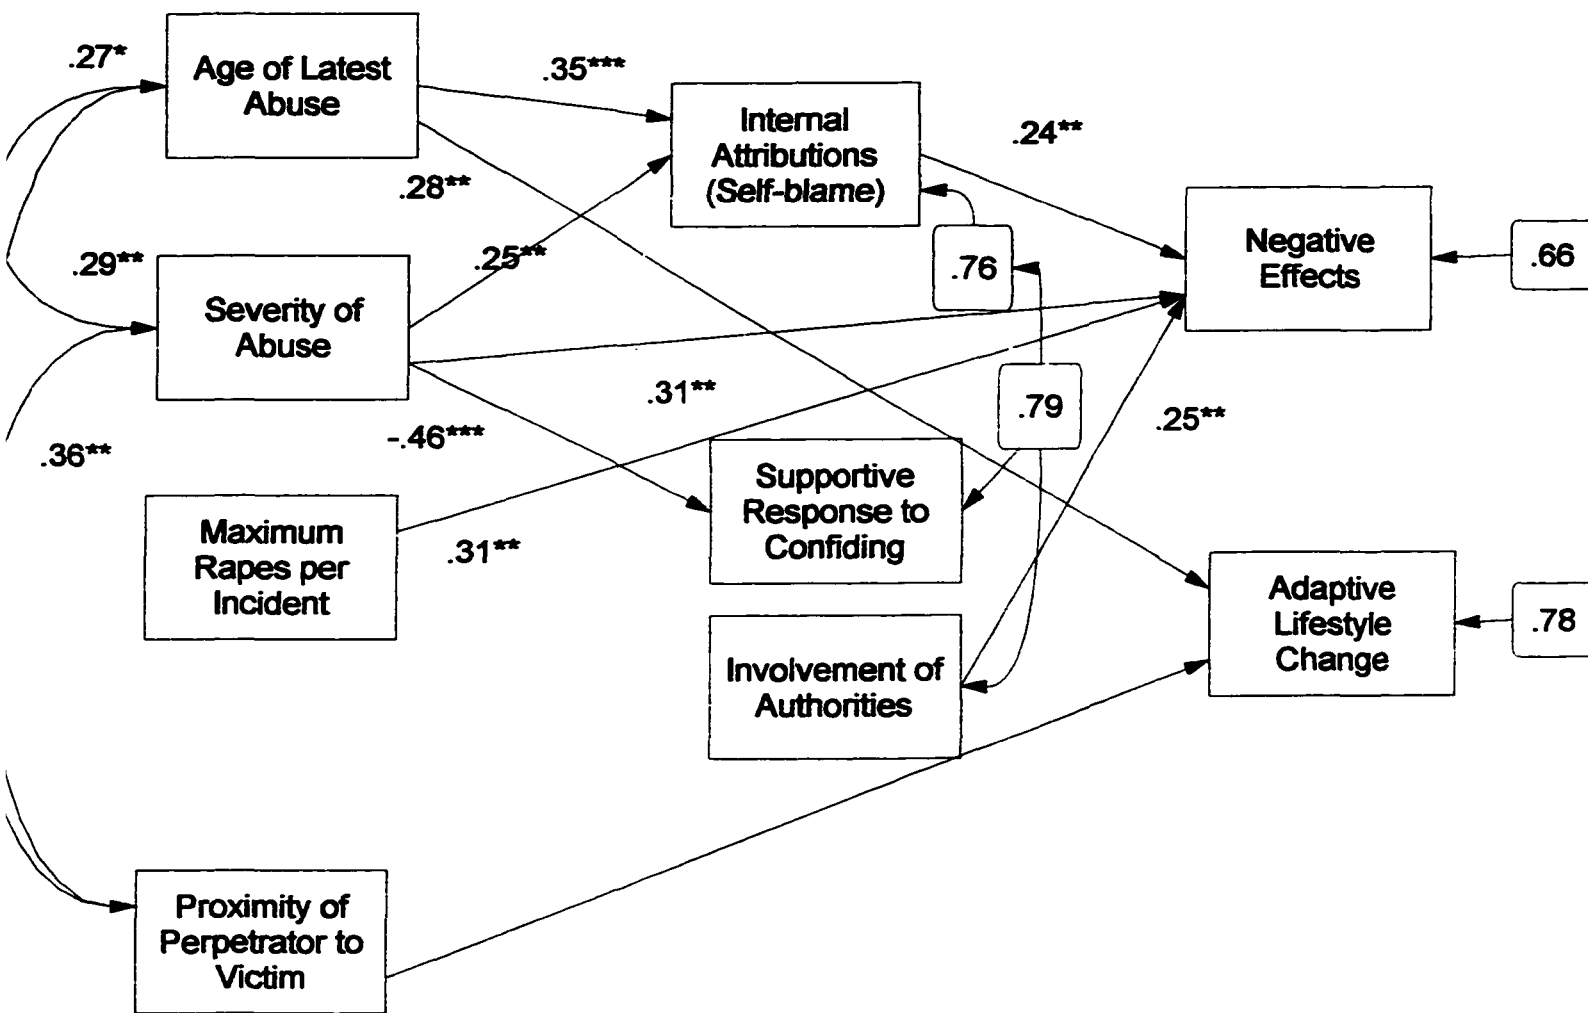 .27*
Age of Latest
Abuse
.35***
Internal
Attributions
(Self-blame)
.24**
.28**
Negative
Effects
.66
.29**
.25**
.76
Severity of
Abuse
.31**
.79
.25**
.36**
-.46***
Supportive
Response to
Confiding
Maximum
Rapes per
Incident
.31**
Adaptive
Lifestyle
Change
.78
Involvement of
Authorities
Proximity of
Perpetrator to
Victim